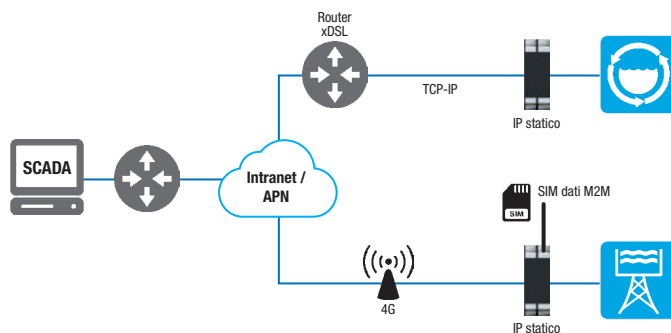 Router
xDSL
TCP-IP
IP statico
SCADA
Intranet /
APN
SIM
SIM dati M2M
4G
IP statico